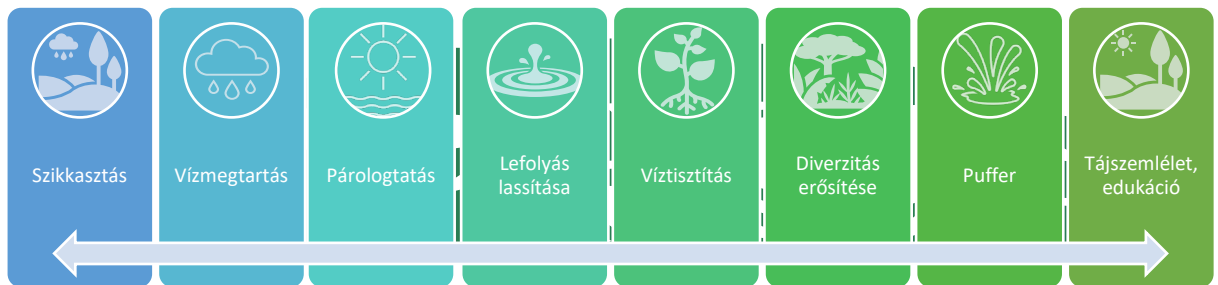 Szikkasztás
Vízmegtartás
Párologtatás
Lefolyás
lassítása
Víztisztítás
Diverzitás
erősítése
Puffer
Tájszemlélet,
edukáció